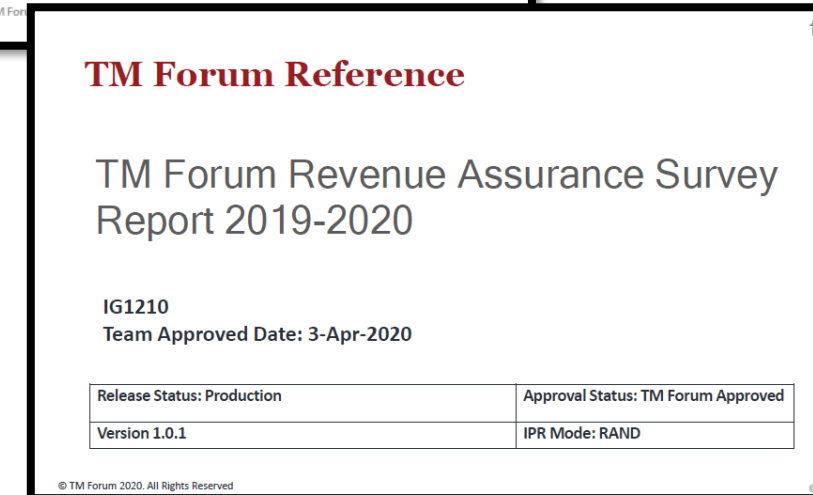 TM Forum Reference
TM Forum Revenue Assurance Survey
Report 2019-2020
IG1210
Team Approved Date: 3-Apr-2020
Release Status: Production
Approval Status: TM Forum Approved
Version 1.0.1
IPR Mode: RAND
© TM Forum 2020. All Rights Reserved